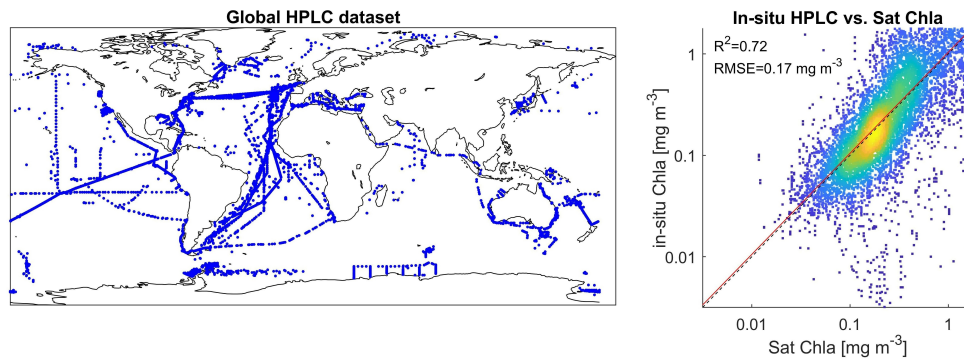 Global HPLC dataset
In-situ HPLC vs. Sat Chla
R²=0.72
RMSE=0.17 mg m⁻³
1
0.1
0.01
in-situ Chla [mg m⁻³]
0.01 0.1 1
Sat Chla [mg m⁻³]